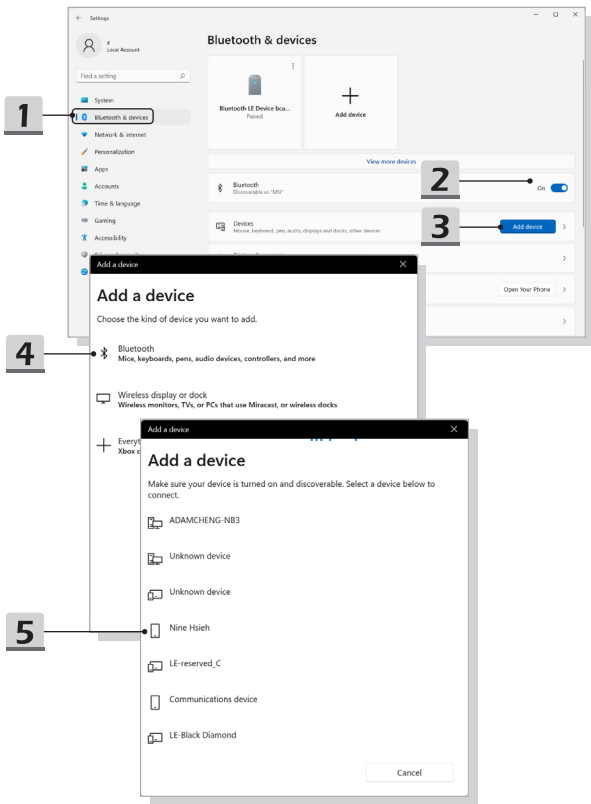 Settings
z
Local Account
Find a setting
System
Bluetooth & devices
Network & internet
Personalization
Apps
Accounts
Time & language
Gaming
Accessibility
Bluetooth & devices
Bluetooth LE Device bca...
Paired
Add device
View more devices
Bluetooth
Discoverable as "MSI"
On
Devices
Mouse, keyboard, pen, audio, displays and docks, other devices
Add device
Open Your Phone
1
2
3
Add a device
Add a device
Choose the kind of device you want to add.
4
Bluetooth
Mice, keyboards, pens, audio devices, controllers, and more
Wireless display or dock
Wireless monitors, TVs, or PCs that use Miracast, or wireless docks
Everyt
Xbox c
Add a device
Add a device
Make sure your device is turned on and discoverable. Select a device below to
connect.
ADAMCHENG-NB3
Unknown device
Unknown device
5
Nine Hsieh
LE-reserved_C
Communications device
LE-Black Diamond
Cancel